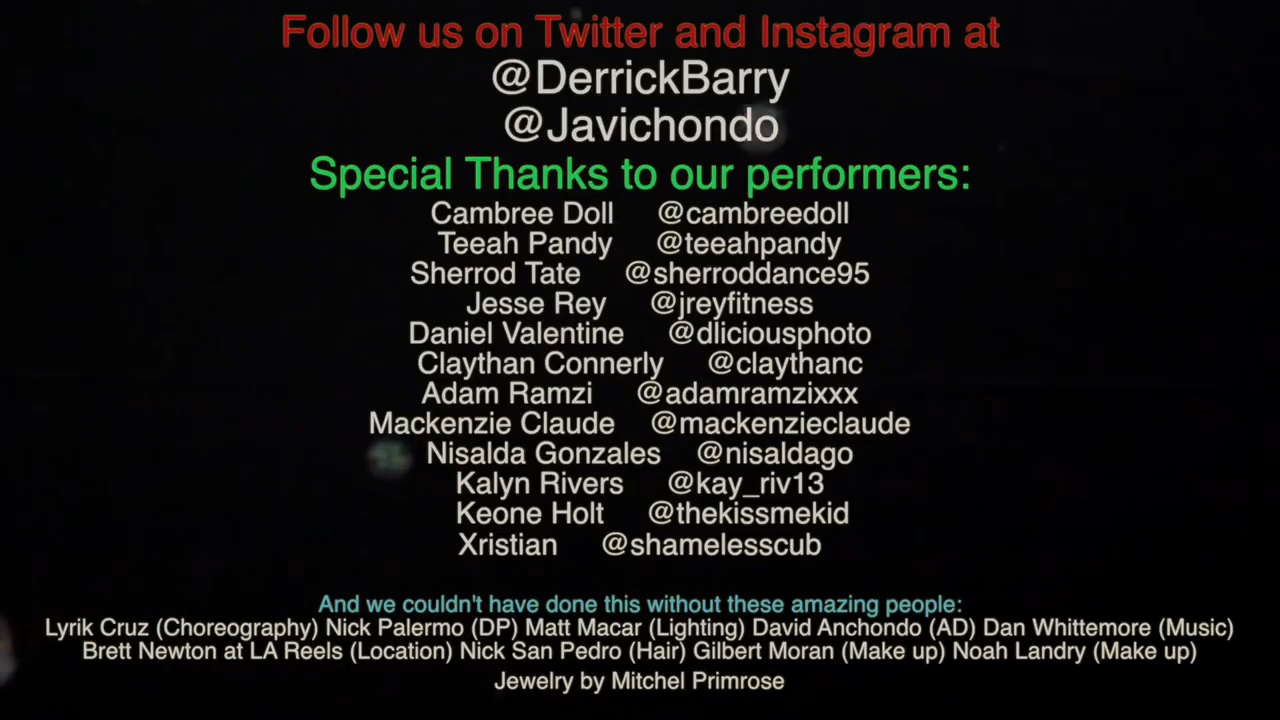 Follow us on Twitter and Instagram at
@DerrickBarry
@Javichondo
Special Thanks to our performers:
Cambree Doll @cambreedoll
Teeah Pandy @teeahpandy
Sherrod Tate @sherroddance95
Jesse Rey @jreyfitness
Daniel Valentine @dliciousphoto
Claythan Connerly @claythanc
Adam Ramzi @adamramzixxx
Mackenzie Claude @mackenzieclaude
Nisalda Gonzales @nisaldago
Kalyn Rivers @kay_riv13
Keone Holt @thekissmekid
Xristian @shamelesscub
And we couldn't have done this without these amazing people:
Lyrik Cruz (Choreography) Nick Palermo (DP) Matt Macar (Lighting) David Anchondo (AD) Dan Whittemore (Music)
Brett Newton at LA Reels (Location) Nick San Pedro (Hair) Gilbert Moran (Make up) Noah Landry (Make up)
Jewelry by Mitchel Primrose